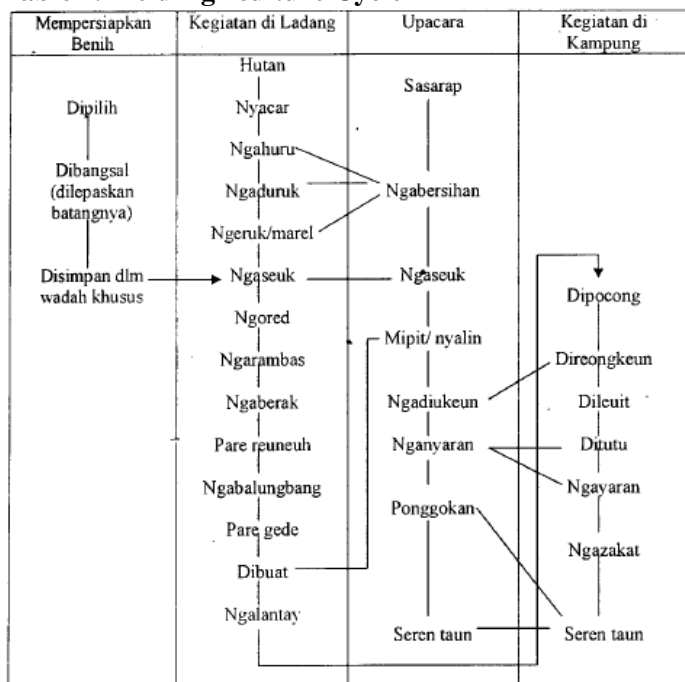 Mempersiapkan
Benih
Dipilih
Dibangsal
(dilepaskan
batangnya)
Disimpan dlm
wadah khusus
Kegiatan di Ladang
Hutan
Nyacar
Ngahuru
Ngaduruk
Ngeruk/marel
Ngaseuk
Ngored
Ngarambas
Ngaberak
Pare reuneuh
Ngabalungbang
Pare gede
Dibuat
Ngalantay
Upacara
Sasarap
Ngabersihan
Ngaseuk
Mipit/ nyalin
Ngadiukeun
Nganyaran
Ponggokan
Seren taun
Kegiatan di
Kampung
Dipocong
Direongkeun
Dileuit
Ditutu
Ngayaran
Ngazakat
Seren taun